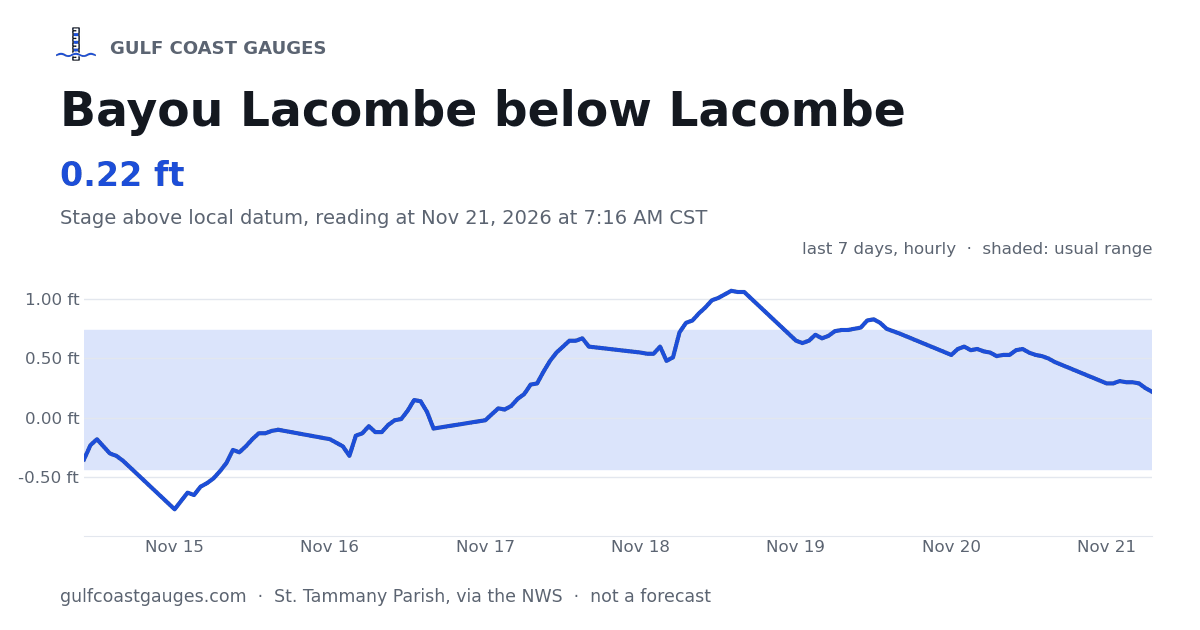 GULF COAST GAUGES
Bayou Lacombe below Lacombe
0.22 ft
Stage above local datum, reading at Nov 21, 2026 at 7:16 AM CST
last 7 days, hourly · shaded: usual range
1.00 ft
0.50 ft
0.00 ft
-0.50 ft
Nov 15 Nov 16 Nov 17 Nov 18 Nov 19 Nov 20 Nov 21
gulfcoastgauges.com · St. Tammany Parish, via the NWS · not a forecast